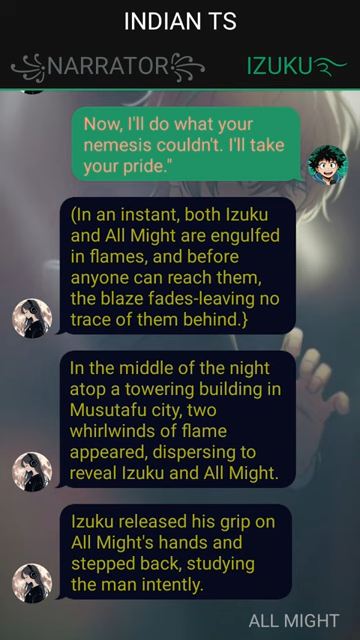 INDIAN TS
NARRATOR
IZUKU
Now, I'll do what your
nemesis couldn't. I'll take
your pride."
(In an instant, both Izuku
and All Might are engulfed
in flames, and before
anyone can reach them,
the blaze fades-leaving no
trace of them behind.}
In the middle of the night
atop a towering building in
Musutafu city, two
whirlwinds of flame
appeared, dispersing to
reveal Izuku and All Might.
Izuku released his grip on
All Might's hands and
stepped back, studying
the man intently.
ALL MIGHT